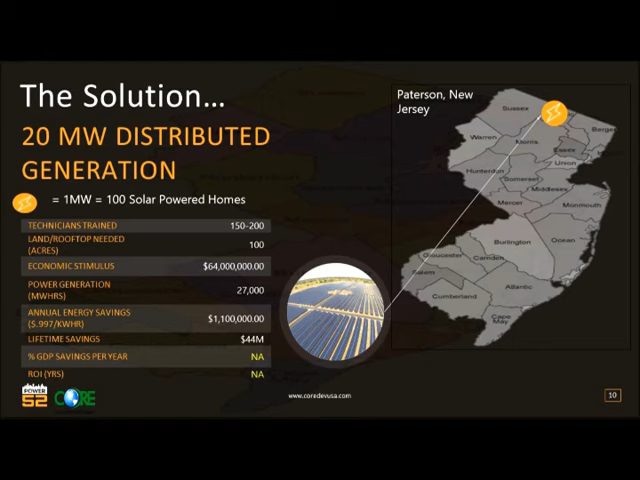 The Solution...
20 MW DISTRIBUTED
GENERATION
= 1MW = 100 Solar Powered Homes
TECHNICIANS TRAINED 150-200
LAND/ROOFTOP NEEDED
(ACRES) 100
ECONOMIC STIMULUS $64,000,000.00
POWER GENERATION
(MWHRS) 27,000
ANNUAL ENERGY SAVINGS
($.997/KWHR) $1,100,000.00
LIFETIME SAVINGS $44M
% GDP SAVINGS PER YEAR NA
ROI (YRS) NA
POWER
52
CORE
www.coredevusa.com
10
Paterson, New
Jersey
Sussex
Bergen
Warren
Morris
Essex
Union
Hunterdon
Somerset
Middlesex
Mercer
Monmouth
Burlington
Ocean
Gloucester
Camden
Salem
Atlantic
Cumberland
Cape
May